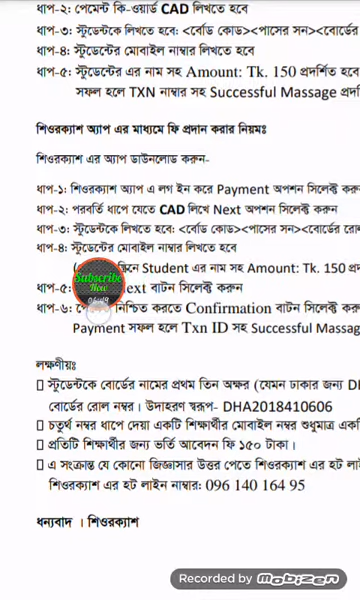 ধাপ-২: পেমেন্ট কি-ওয়ার্ড CAD লিখতে হবে
ধাপ-৩: স্টুডেন্টকে লিখতে হবে: <বোর্ড কোড><পাসের সন><বোর্ডের
ধাপ-৪: স্টুডেন্টের মোবাইল নাম্বার লিখতে হবে
ধাপ-৫: স্টুডেন্টের এর নাম সহ Amount: Tk. 150 প্রদর্শিত হবে
সফল হলে TXN নাম্বার সহ Successful Massage প্রদ
শিওরক্যাশ অ্যাপ এর মাধ্যমে ফি প্রদান করার নিয়মঃ
শিওরক্যাশ এর অ্যাপ ডাউনলোড করুন-
ধাপ-১: শিওরক্যাশ অ্যাপ এ লগ ইন করে Payment অপশন সিলেক্ট করু
ধাপ-২: পরবর্তি ধাপে যেতে CAD লিখে Next অপশন সিলেক্ট করুন
ধাপ-৩: স্টুডেন্টকে লিখতে হবে: <বোর্ড কোড><পাসের সন><বোর্ডের রোল
ধাপ-৪: স্টুডেন্টের মোবাইল নাম্বার লিখতে হবে
Student এর নাম সহ Amount: Tk. 150 প্র
Subscribe Now
ধাপ-৫: ext বাটন সিলেক্ট করুন
ধাপ-৬: নিশ্চিত করতে Confirmation বাটন সিলেক্ট কর
Payment সফল হলে Txn ID সহ Successful Massag
লক্ষণীয়ঃ
স্টুডেন্টকে বোর্ডের নামের প্রথম তিন অক্ষর (যেমন ঢাকার জন্য D
বোর্ডের রোল নম্বর। উদাহরণ স্বরূপ- DHA2018410606
চতুর্থ নম্বর ধাপে দেয়া একটি শিক্ষার্থীর মোবাইল নম্বর শুধুমাত্র একটি
প্রতিটি শিক্ষার্থীর জন্য ভর্তি আবেদন ফি ১৫০ টাকা।
এ সংক্রান্ত যে কোনো জিজ্ঞাসার উত্তর পেতে শিওরক্যাশ এর হট লাই
শিওরক্যাশ এর হট লাইন নাম্বার: 096 140 164 95
ধন্যবাদ । শিওরক্যাশ
Recorded by Mobizen